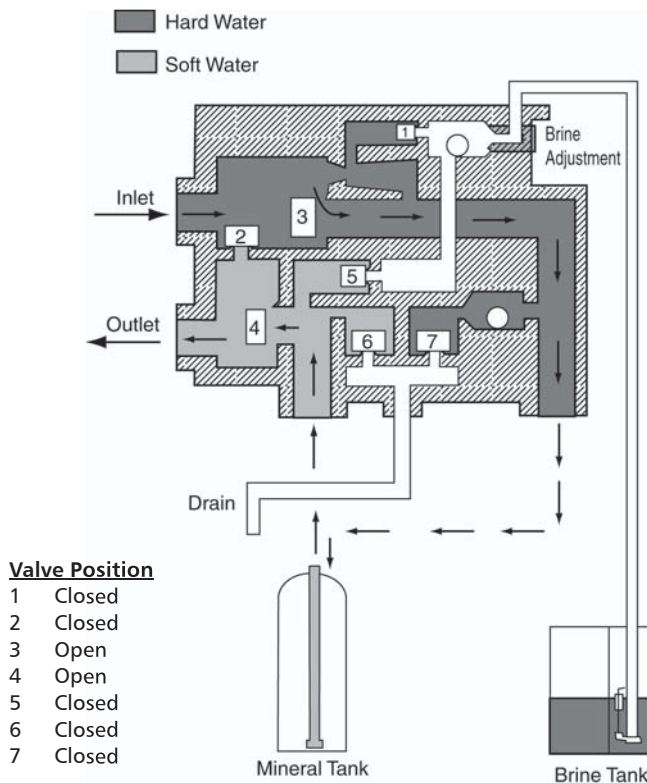 Hard Water
Soft Water
1
Brine
Adjustment
Inlet
2
3
5
Outlet
4
6
7
Drain
Valve Position
1 Closed
2 Closed
3 Open
4 Open
5 Closed
6 Closed
7 Closed
Mineral Tank
Brine Tank